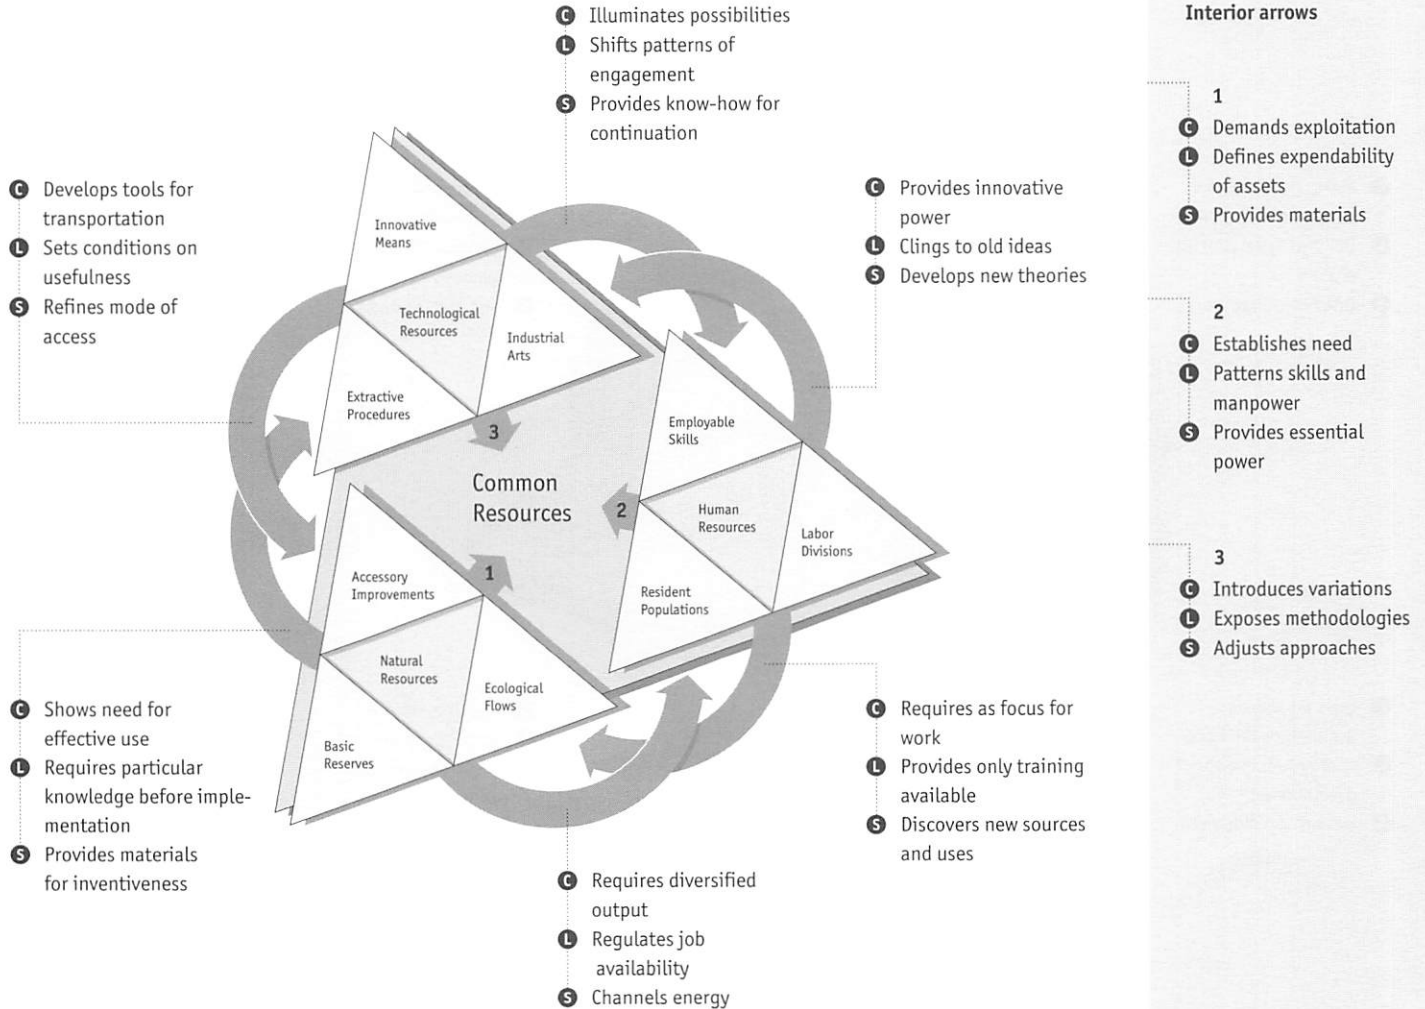 C Illuminates possibilities
L Shifts patterns of
engagement
S Provides know-how for
continuation
C Develops tools for
transportation
L Sets conditions on
usefulness
S Refines mode of
access
C Provides innovative
power
L Clings to old ideas
S Develops new theories
Innovative
Means
Technological
Resources
Industrial
Arts
Extractive
Procedures
3
Employable
Skills
Common
Resources
2
Human
Resources
Labor
Divisions
Resident
Populations
1
Accessory
Improvements
Natural
Resources
Ecological
Flows
Basic
Reserves
C Shows need for
effective use
L Requires particular
knowledge before imple-
mentation
S Provides materials
for inventiveness
C Requires as focus for
work
L Provides only training
available
S Discovers new sources
and uses
C Requires diversified
output
L Regulates job
availability
S Channels energy
Interior arrows
1
C Demands exploitation
L Defines expendability
of assets
S Provides materials
2
C Establishes need
L Patterns skills and
manpower
S Provides essential
power
3
C Introduces variations
L Exposes methodologies
S Adjusts approaches